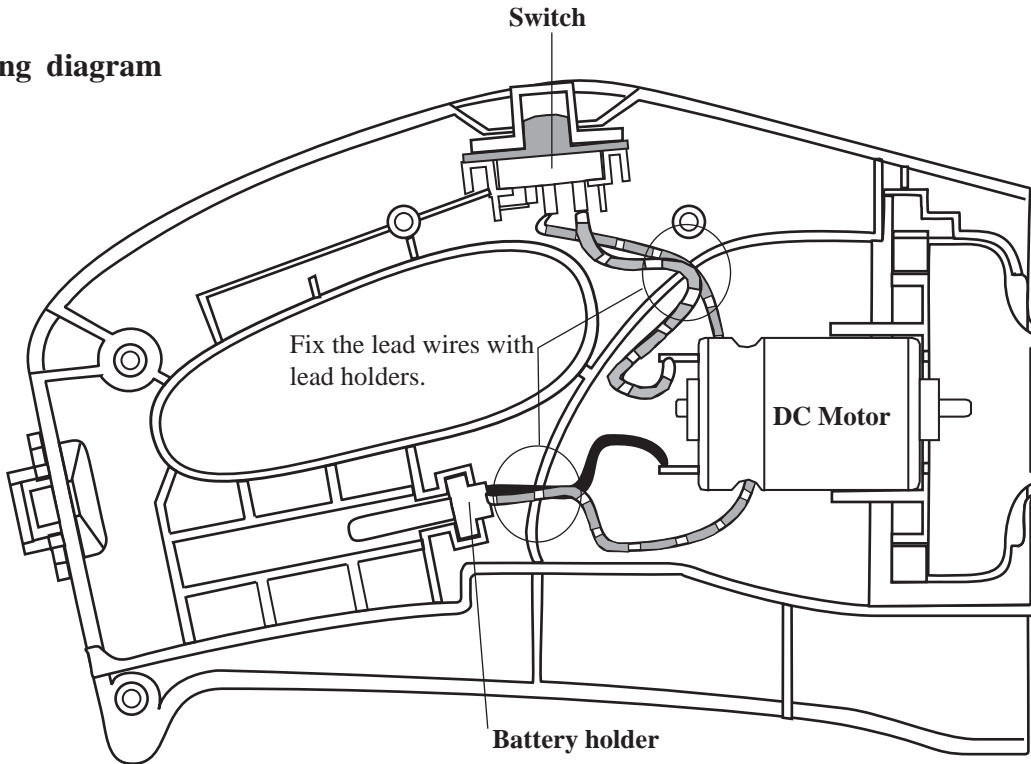 Switch
ng diagram
Fix the lead wires with
lead holders.
DC Motor
Battery holder